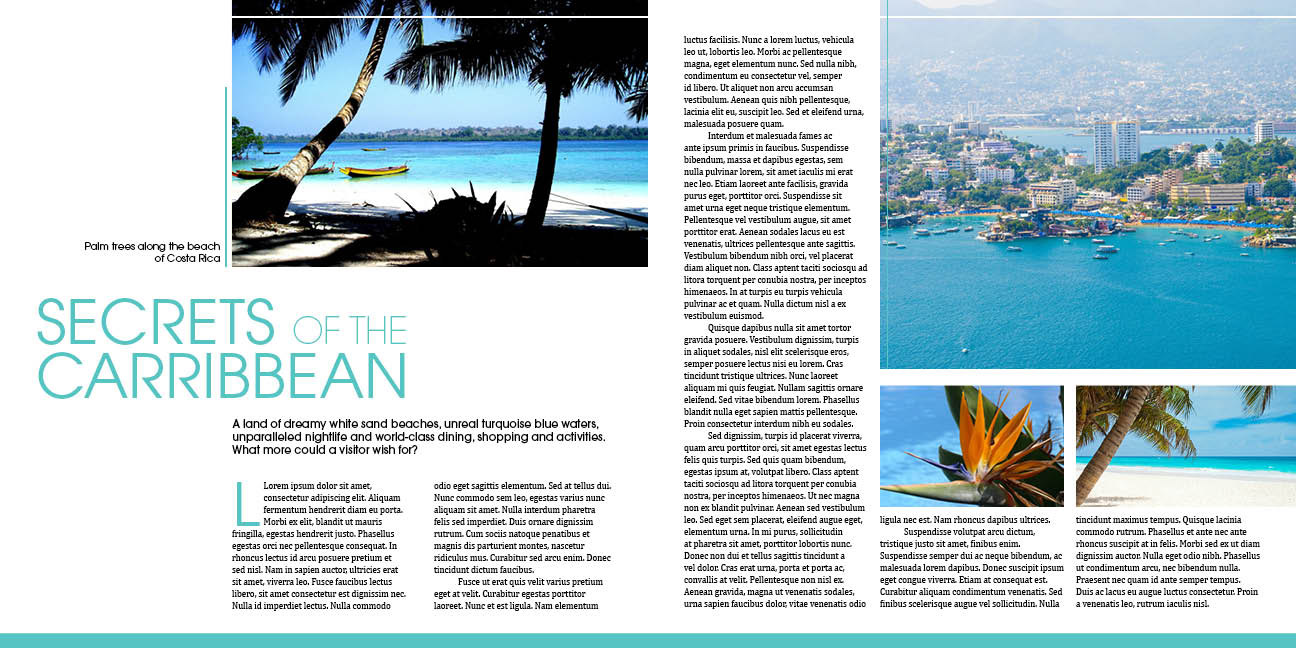 Palm trees along the beach
of Costa Rica
SECRETS OF THE
CARRIBBEAN
A land of dreamy white sand beaches, unreal turquoise blue waters,
unparalleled nightlife and world-class dining, shopping and activities.
What more could a visitor wish for?
Lorem ipsum dolor sit amet,
consectetur adipiscing elit. Aliquam
fermentum hendrerit diam eu porta.
Morbi ex elit, blandit ut mauris
fringilla, egestas hendrerit justo. Phasellus
egestas orci nec pellentesque consequat. In
rhoncus lectus id arcu posuere pretium et
sed nisl. Nam in sapien auctor, ultricies erat
sit amet, viverra leo. Fusce faucibus lectus
libero, sit amet consectetur est dignissim nec.
Nulla id imperdiet lectus. Nulla commodo
odio eget sagittis elementum. Sed at tellus dui.
Nunc commodo sem leo, egestas varius nunc
aliquam sit amet. Nulla interdum pharetra
felis sed imperdiet. Duis ornare dignissim
rutrum. Cum sociis natoque penatibus et
magnis dis parturient montes, nascetur
ridiculus mus. Curabitur sed arcu enim. Donec
tincidunt dictum faucibus.
Fusce ut erat quis velit varius pretium
eget at velit. Curabitur egestas porttitor
laoreet. Nunc et est ligula. Nam elementum
luctus facilisis. Nunc a lorem luctus, vehicula
leo ut, lobortis leo. Morbi ac pellentesque
magna, eget elementum nunc. Sed nulla nibh,
condimentum eu consectetur vel, semper
id libero. Ut aliquet non arcu accumsan
vestibulum. Aenean quis nibh pellentesque,
lacinia elit eu, suscipit leo. Sed et eleifend urna,
malesuada posuere quam.
Interdum et malesuada fames ac
ante ipsum primis in faucibus. Suspendisse
bibendum, massa et dapibus egestas, sem
nulla pulvinar lorem, sit amet iaculis mi erat
nec leo. Etiam laoreet ante facilisis, gravida
purus eget, porttitor orci. Suspendisse sit
amet urna eget neque tristique elementum.
Pellentesque vel vestibulum augue, sit amet
porttitor erat. Aenean sodales lacus eu est
venenatis, ultrices pellentesque ante sagittis.
Vestibulum bibendum nibh orci, vel placerat
diam aliquet non. Class aptent taciti sociosqu ad
litora torquent per conubia nostra, per inceptos
himenaeos. In at turpis eu turpis vehicula
pulvinar ac et quam. Nulla dictum nisl a ex
vestibulum euismod.
Quisque dapibus nulla sit amet tortor
gravida posuere. Vestibulum dignissim, turpis
in aliquet sodales, nisl elit scelerisque eros,
semper posuere lectus nisi eu lorem. Cras
tincidunt tristique ultrices. Nunc laoreet
aliquam mi quis feugiat. Nullam sagittis ornare
eleifend. Sed vitae bibendum lorem. Phasellus
blandit nulla eget sapien mattis pellentesque.
Proin consectetur interdum nibh eu sodales.
Sed dignissim, turpis id placerat viverra,
quam arcu porttitor orci, sit amet egestas lectus
felis quis turpis. Sed quis quam bibendum,
egestas ipsum at, volutpat libero. Class aptent
taciti sociosqu ad litora torquent per conubia
nostra, per inceptos himenaeos. Ut nec magna
non ex blandit pulvinar. Aenean sed vestibulum
leo. Sed eget sem placerat, eleifend augue eget,
elementum urna. In mi purus, sollicitudin
at pharetra sit amet, porttitor lobortis nunc.
Donec non dui et tellus sagittis tincidunt a
vel dolor. Cras erat urna, porta et porta ac,
convallis at velit. Pellentesque non nisl ex.
Aenean gravida, magna ut venenatis sodales,
urna sapien faucibus dolor, vitae venenatis odio
ligula nec est. Nam rhoncus dapibus ultrices.
Suspendisse volutpat arcu dictum,
tristique justo sit amet, finibus enim.
Suspendisse semper dui ac neque bibendum, ac
malesuada lorem dapibus. Donec suscipit ipsum
eget congue viverra. Etiam at consequat est.
Curabitur aliquam condimentum venenatis. Sed
finibus scelerisque augue vel sollicitudin. Nulla
tincidunt maximus tempus. Quisque lacinia
commodo rutrum. Phasellus et ante nec ante
rhoncus suscipit at in felis. Morbi sed ex ut diam
dignissim auctor. Nulla eget odio nibh. Phasellus
ut condimentum arcu, nec bibendum nulla.
Praesent nec quam id ante semper tempus.
Duis ac lacus eu augue luctus consectetur. Proin
a venenatis leo, rutrum iaculis nisl.